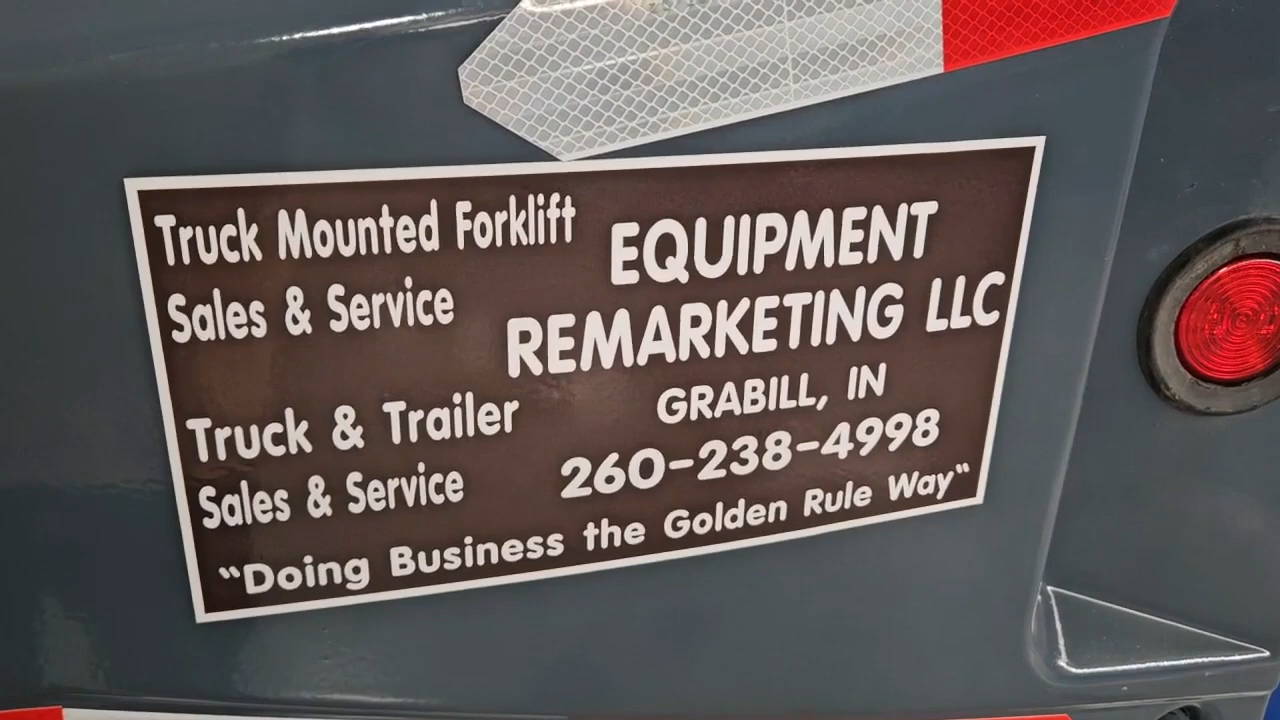 Truck Mounted Forklift
Sales & Service
Truck & Trailer
Sales & Service
EQUIPMENT
REMARKETING LLC
GRABILL, IN
260-238-4998
"Doing Business the Golden Rule Way"